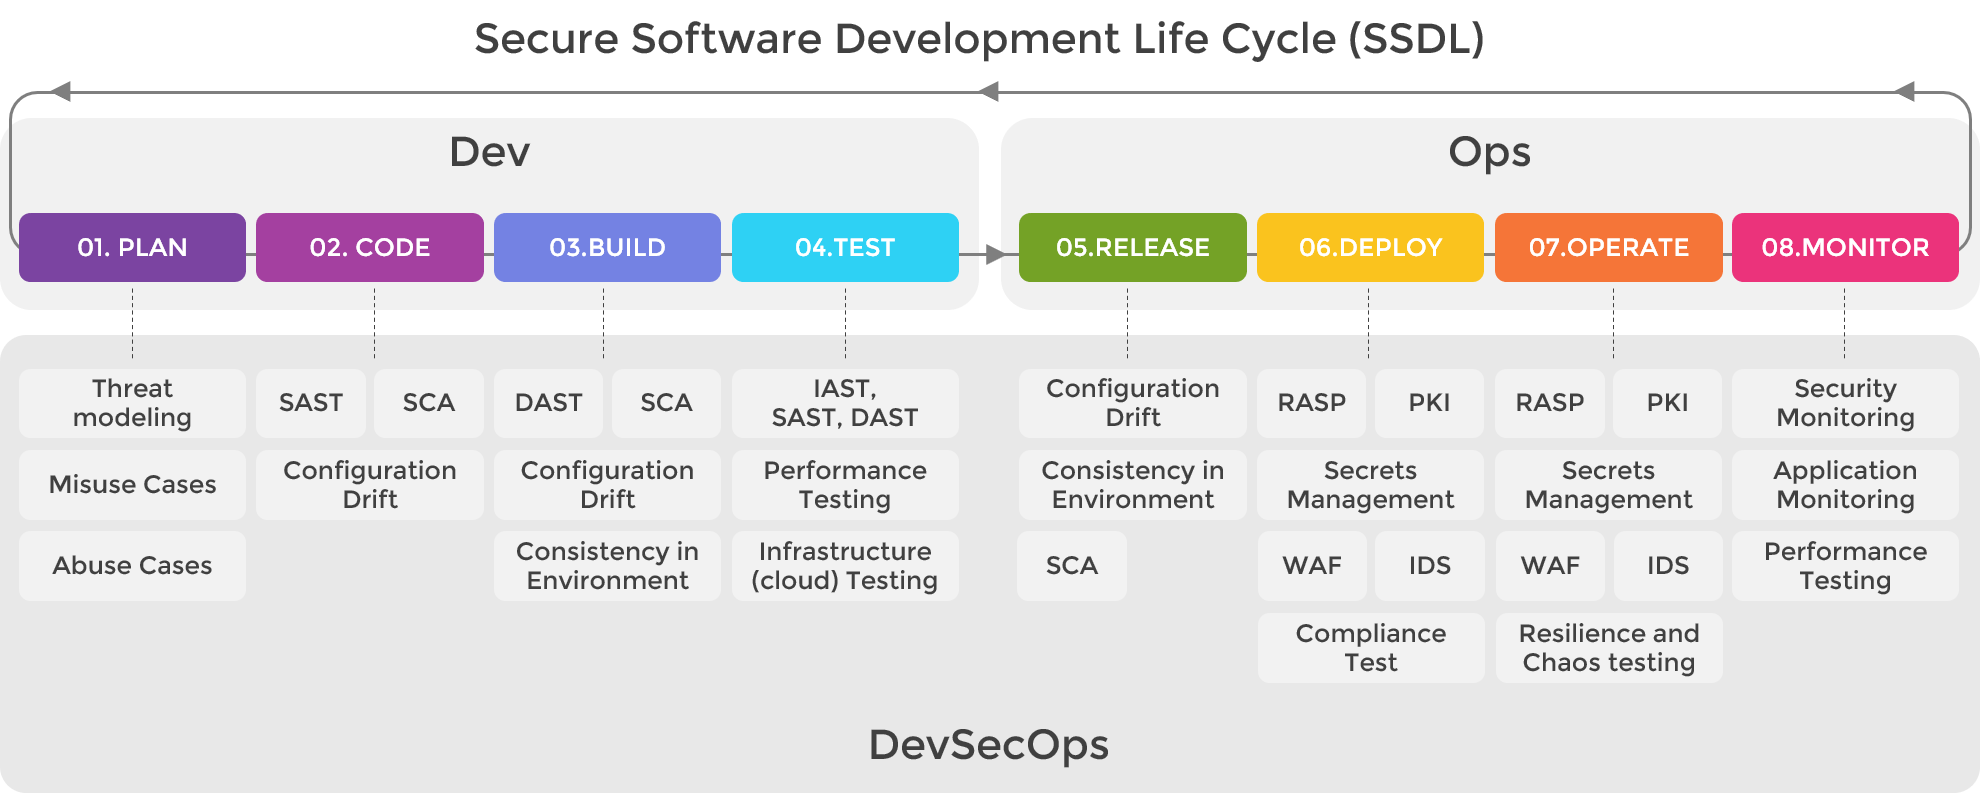 Secure Software Development Life Cycle (SSDL)
Dev
Ops
01. PLAN
02. CODE
03.BUILD
04.TEST
05.RELEASE
06.DEPLOY
07.OPERATE
08.MONITOR
Threat
modeling
Misuse Cases
Abuse Cases
SAST
SCA
Configuration
Drift
DAST
SCA
Configuration
Drift
Consistency in
Environment
IAST,
SAST, DAST
Performance
Testing
Infrastructure
(cloud) Testing
Configuration
Drift
Consistency in
Environment
SCA
RASP
PKI
Secrets
Management
WAF
IDS
Compliance
Test
RASP
PKI
Secrets
Management
WAF
IDS
Resilience and
Chaos testing
Security
Monitoring
Application
Monitoring
Performance
Testing
DevSecOps